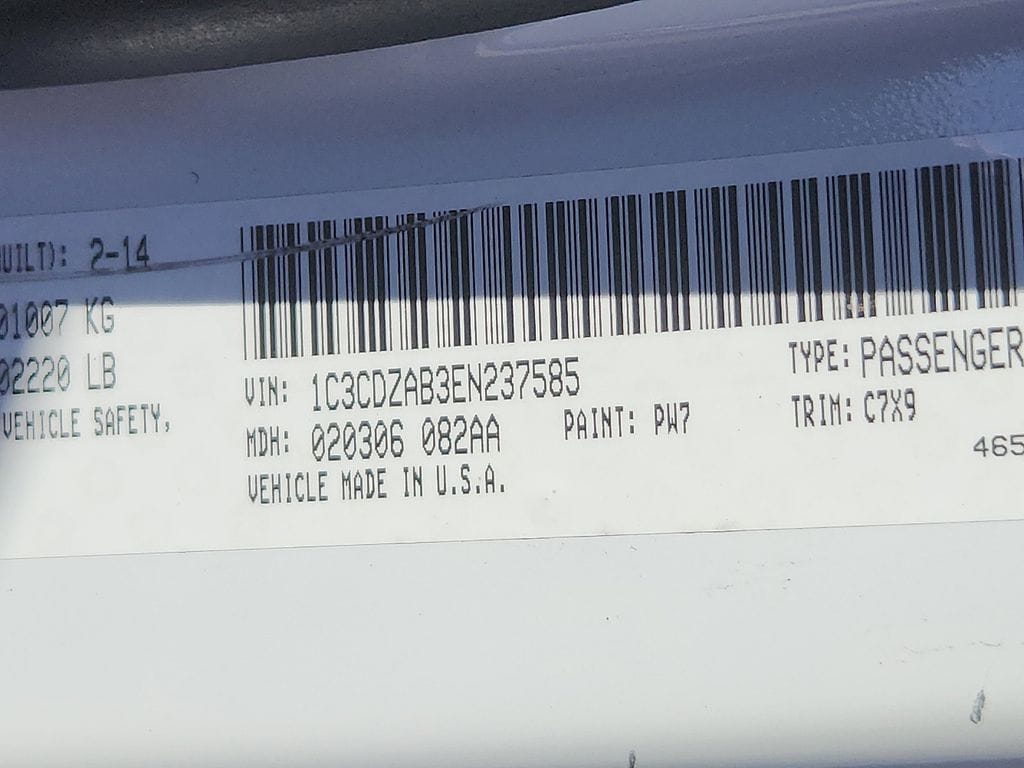 UILT): 2-14
01007 KG
02220 LB
VEHICLE SAFETY,
VIN: 1C3CDZAB3EN237585
MDH: 020306 082AA
VEHICLE MADE IN U.S.A.
PAINT: PW7
TYPE: PASSENGER
TRIM: C7X9
465